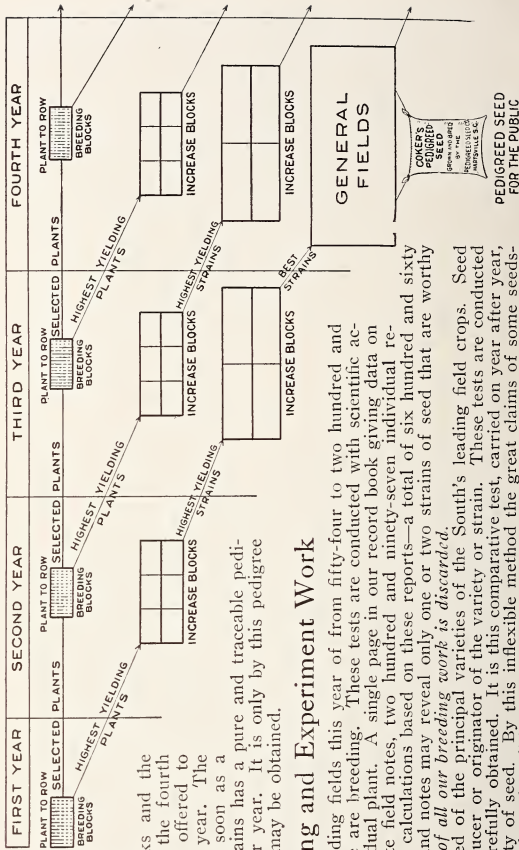 FIRST YEAR
SECOND YEAR
THIRD YEAR
FOURTH YEAR
PLANT TO ROW
SELECTED PLANTS
BREEDING
BLOCKS
HIGHEST YIELDING
PLANTS
PLANT TO ROW
SELECTED PLANTS
BREEDING
BLOCKS
HIGHEST YIELDING
PLANTS
PLANT TO ROW
SELECTED PLANTS
BREEDING
BLOCKS
HIGHEST YIELDING
PLANTS
PLANT TO ROW
BREEDING
BLOCKS
INCREASE BLOCKS
HIGHEST YIELDING
STRAINS
INCREASE BLOCKS
HIGHEST YIELDING
STRAINS
INCREASE BLOCKS
INCREASE BLOCKS
BEST
STRAINS
INCREASE BLOCKS
GENERAL
FIELDS
COKER'S
PEDIGREED
SEED
GROWN AND BRED
BY THE
PEDIGREED SEED CO.
HARTSVILLE S.C.
PEDIGREED SEED
FOR THE PUBLIC
ks and the
the fourth
offered to
year. The
soon as a
ains has a pure and traceable pedi-
r year. It is only by this pedigree
may be obtained.
ng and Experiment Work
ding fields this year of from fifty-four to two hundred and
are breeding. These tests are conducted with scientific ac-
dual plant. A single page in our record book giving data on
te field notes, two hundred and ninety-seven individual re-
calculations based on these reports—a total of six hundred and sixty
nd notes may reveal only one or two strains of seed that are worthy
of all our breeding work is discarded.
ed of the principal varieties of the South's leading field crops. Seed
ucer or originator of the variety or strain. These tests are conducted
refully obtained. It is this comparative test, carried on year after year,
ty of seed. By this inflexible method the great claims of some seeds-